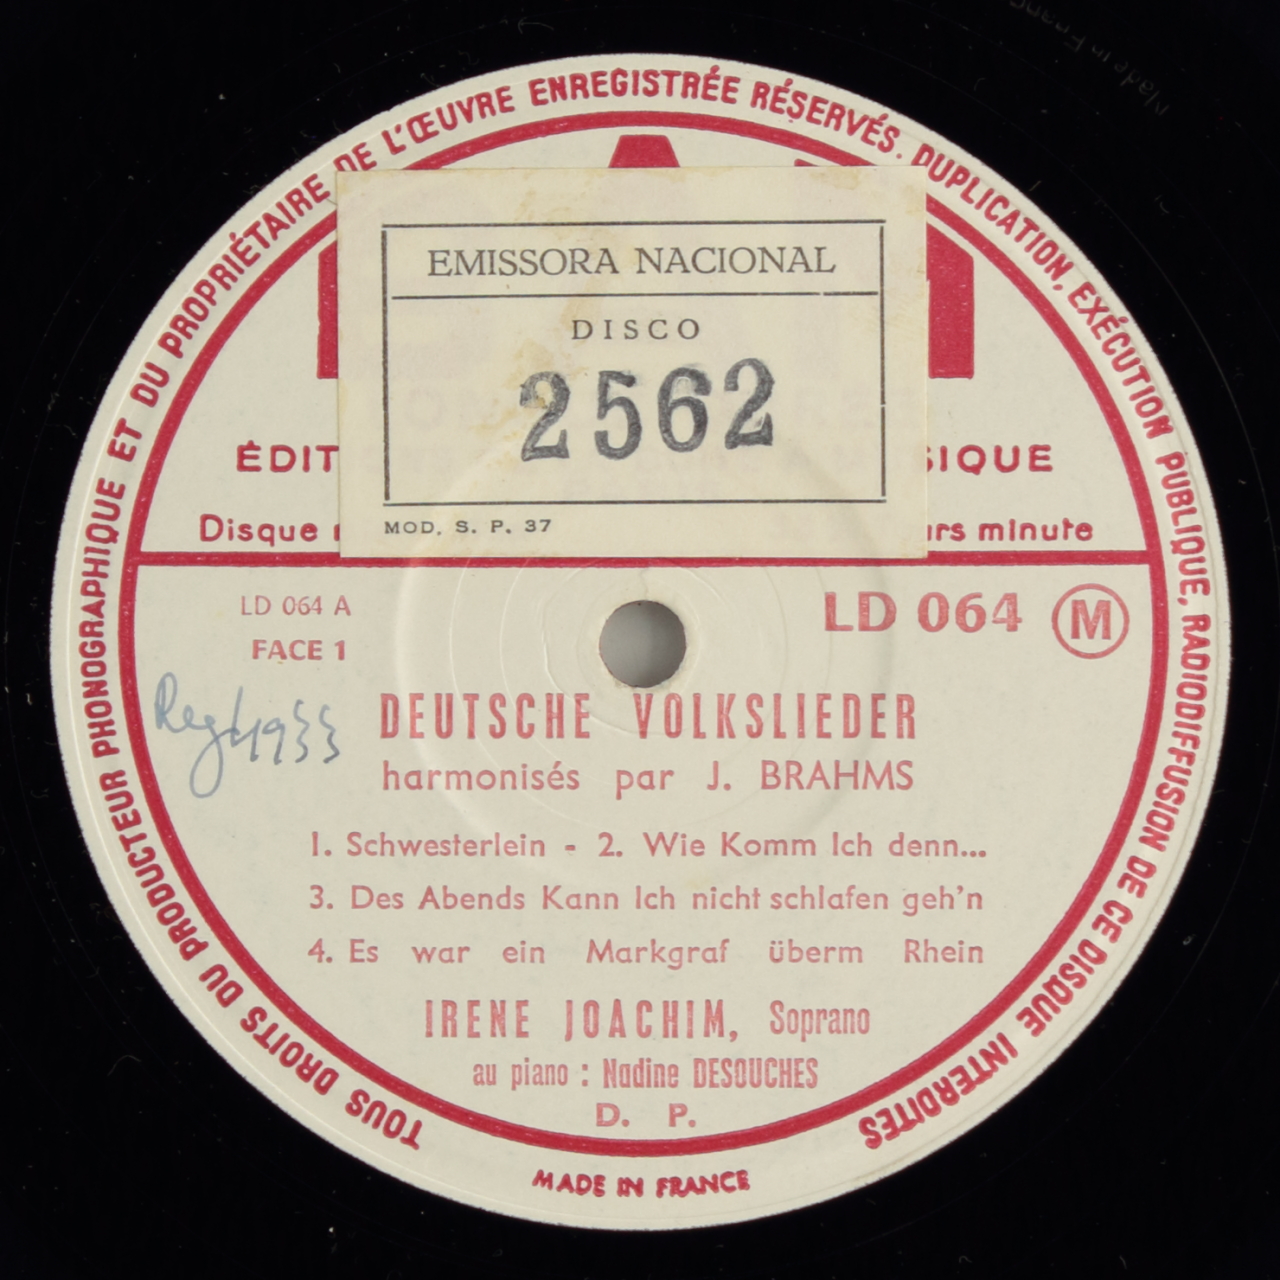 TOUS DROITS DU PRODUCTEUR PHONOGRAPHIQUE ET DU PROPRIÉTAIRE DE L'ŒUVRE ENREGISTRÉE RÉSERVÉS. DUPLICATION, EXÉCUTION PUBLIQUE, RADIODIFFUSION DE CE DISQUE INTERDITES
EMISSORA NACIONAL
DISCO
2562
MOD. S. P. 37
Disque minute
LD 064 A
FACE 1
LD 064 M
DEUTSCHE VOLKSLIEDER
harmonisés par J. BRAHMS
1. Schwesterlein - 2. Wie Komm Ich denn...
3. Des Abends Kann Ich nicht schlafen geh'n
4. Es war ein Markgraf überm Rhein
IRENE JOACHIM, Soprano
au piano : Nadine DESOUCHES
D. P.
MADE IN FRANCE